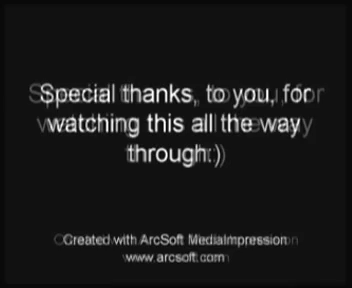 Special thanks, to you, for
watching this all the way
through:)
Created with ArcSoft MediaImpression
www.arcsoft.com